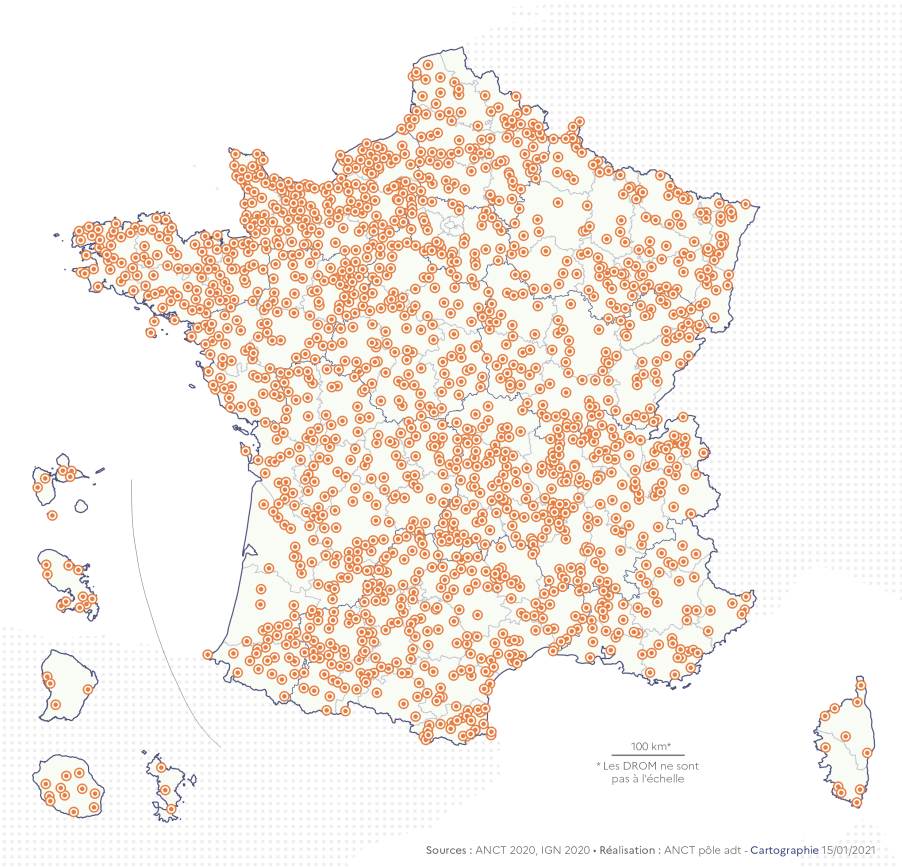 100 km*
* Les DROM ne sont
pas à l'échelle
Sources : ANCT 2020, IGN 2020 • Réalisation : ANCT pôle adt - Cartographie 15/01/2021